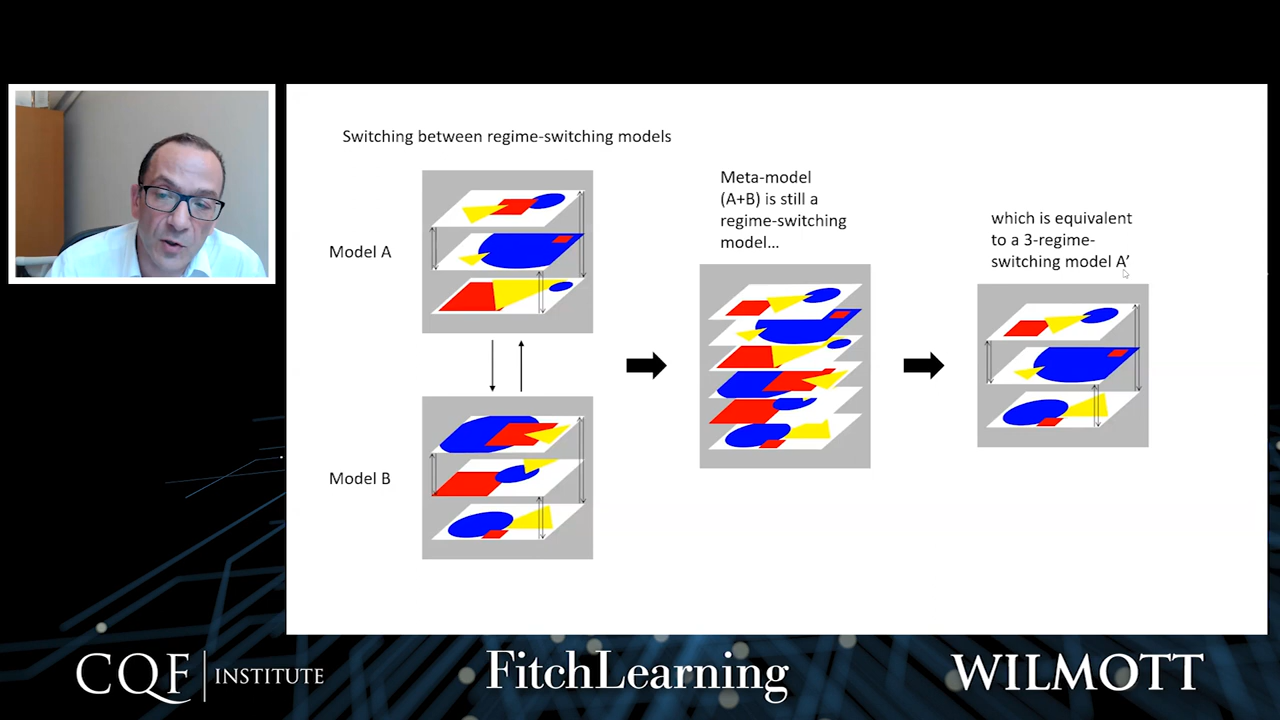 Switching between regime-switching models
Model A
Model B
Meta-model
(A+B) is still a
regime-switching
model...
which is equivalent
to a 3-regime-
switching model A’
CQF INSTITUTE
FitchLearning
WILMOTT